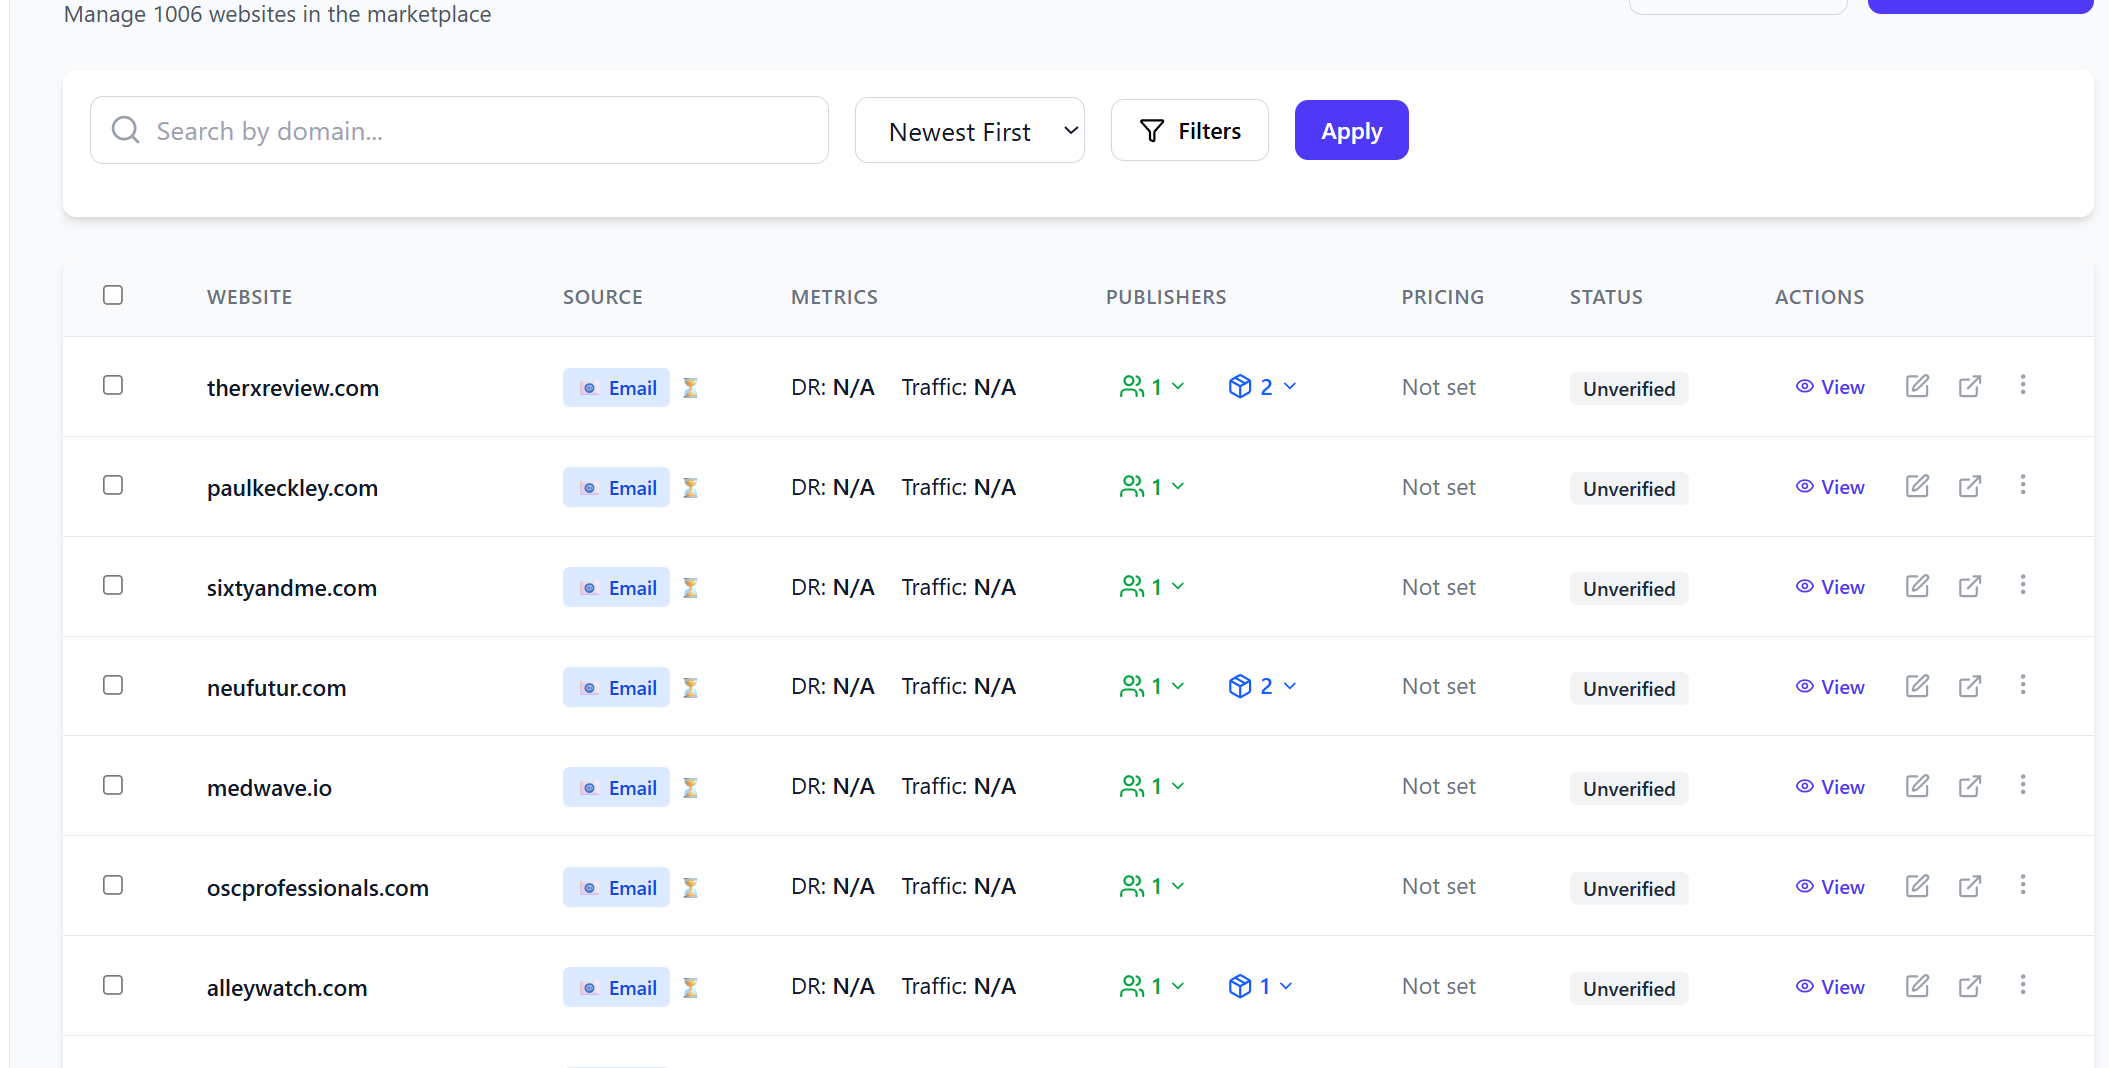 Manage 1006 websites in the marketplace
Search by domain...
Newest First
Filters
Apply
WEBSITE SOURCE METRICS PUBLISHERS PRICING STATUS ACTIONS
therxreview.com Email DR: N/A Traffic: N/A 1 2 Not set Unverified View
paulkeckley.com Email DR: N/A Traffic: N/A 1 Not set Unverified View
sixtyandme.com Email DR: N/A Traffic: N/A 1 Not set Unverified View
neufutur.com Email DR: N/A Traffic: N/A 1 2 Not set Unverified View
medwave.io Email DR: N/A Traffic: N/A 1 Not set Unverified View
oscprofessionals.com Email DR: N/A Traffic: N/A 1 Not set Unverified View
alleywatch.com Email DR: N/A Traffic: N/A 1 1 Not set Unverified View